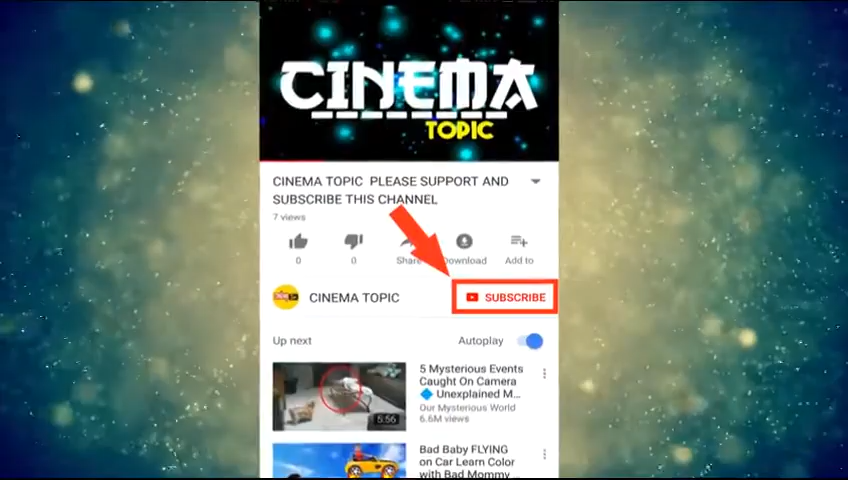 CINEMA
TOPIC
CINEMA TOPIC PLEASE SUPPORT AND
SUBSCRIBE THIS CHANNEL
7 views
0
0
Share
Download
Add to
CINEMA TOPIC
SUBSCRIBE
Up next
Autoplay
5 Mysterious Events
Caught On Camera
🔷 Unexplained M...
Our Mysterious World
6.6M views
5:56
Bad Baby FLYING
on Car Learn Color
with Bad Mommy